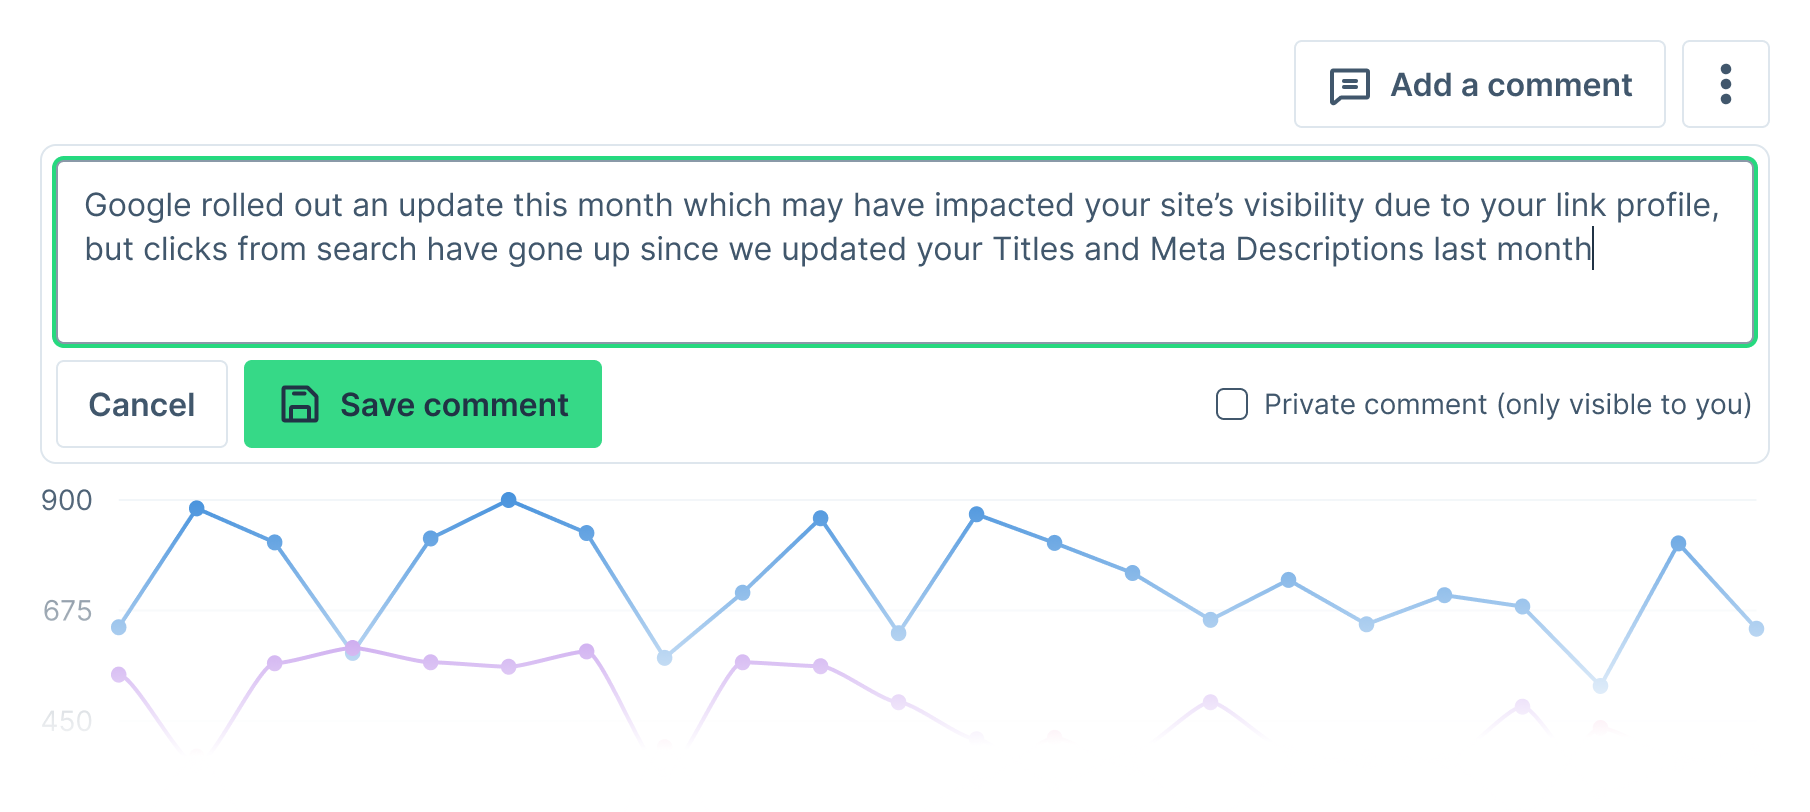 Add a comment
Google rolled out an update this month which may have impacted your site’s visibility due to your link profile,
but clicks from search have gone up since we updated your Titles and Meta Descriptions last month
Cancel
Save comment
Private comment (only visible to you)
900
675
450